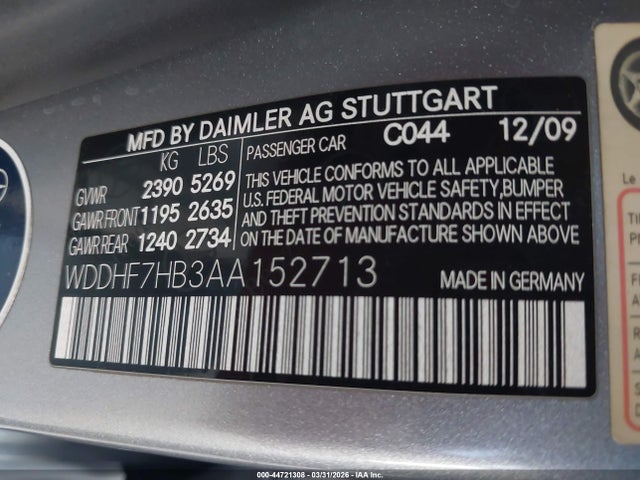 MFD BY DAIMLER AG STUTTGART
KG LBS
GVWR 2390 5269
GAWR FRONT 1195 2635
GAWR REAR 1240 2734
PASSENGER CAR C044 12/09
THIS VEHICLE CONFORMS TO ALL APPLICABLE
U.S. FEDERAL MOTOR VEHICLE SAFETY,BUMPER
AND THEFT PREVENTION STANDARDS IN EFFECT
ON THE DATE OF MANUFACTURE SHOWN ABOVE
WDDHF7HB3AA152713
MADE IN GERMANY
Le
000-44721308 - 03/31/2026 - IAA Inc.